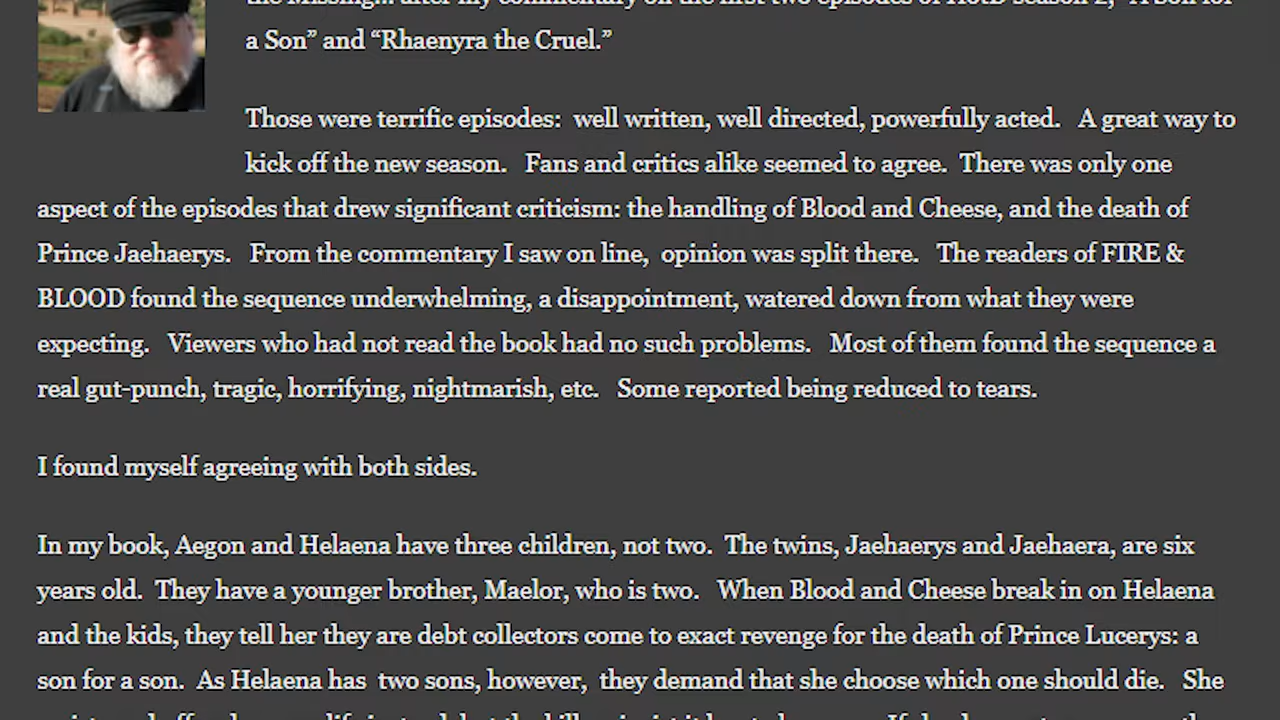 a Son” and “Rhaenyra the Cruel.”
Those were terrific episodes:  well written, well directed, powerfully acted.   A great way to
kick off the new season.   Fans and critics alike seemed to agree.  There was only one
aspect of the episodes that drew significant criticism: the handling of Blood and Cheese, and the death of
Prince Jaehaerys.   From the commentary I saw on line,  opinion was split there.   The readers of FIRE &
BLOOD found the sequence underwhelming, a disappointment, watered down from what they were
expecting.   Viewers who had not read the book had no such problems.   Most of them found the sequence a
real gut-punch, tragic, horrifying, nightmarish, etc.   Some reported being reduced to tears.
I found myself agreeing with both sides.
In my book, Aegon and Helaena have three children, not two.  The twins, Jaehaerys and Jaehaera, are six
years old.  They have a younger brother, Maelor, who is two.   When Blood and Cheese break in on Helaena
and the kids, they tell her they are debt collectors come to exact revenge for the death of Prince Lucerys: a
son for a son.  As Helaena has  two sons, however,  they demand that she choose which one should die.   She